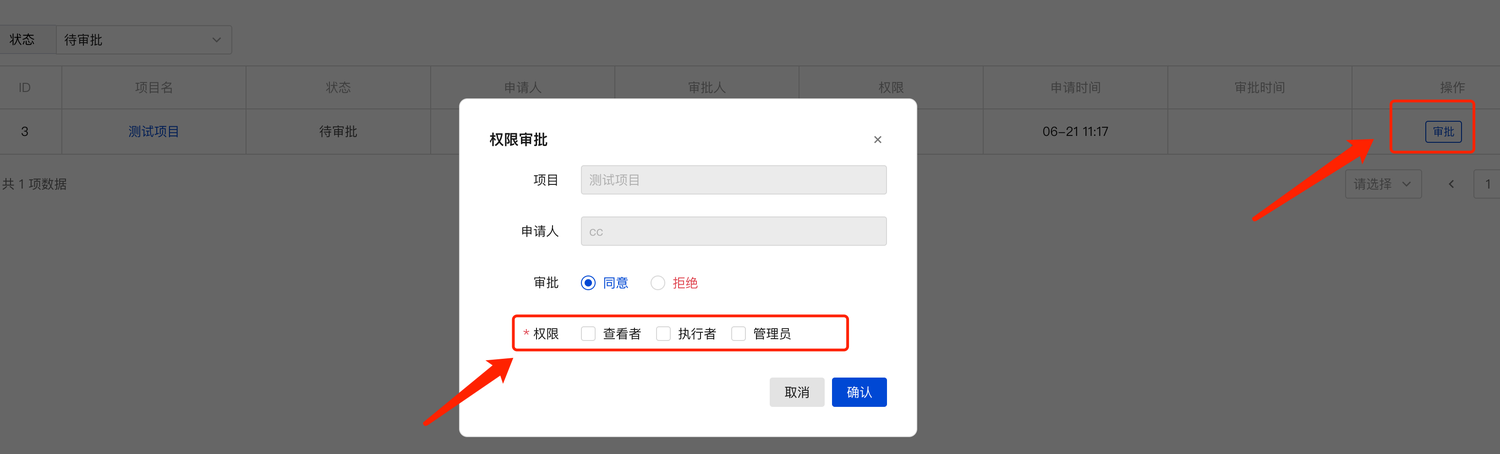 状态 待审批
ID 项目名 状态 申请人 审批人 权限 申请时间 审批时间 操作
3 测试项目 待审批 06-21 11:17 审批
共 1 项数据 请选择 1
权限审批
项目 测试项目
申请人 cc
审批 同意 拒绝
* 权限 查看者 执行者 管理员
取消 确认